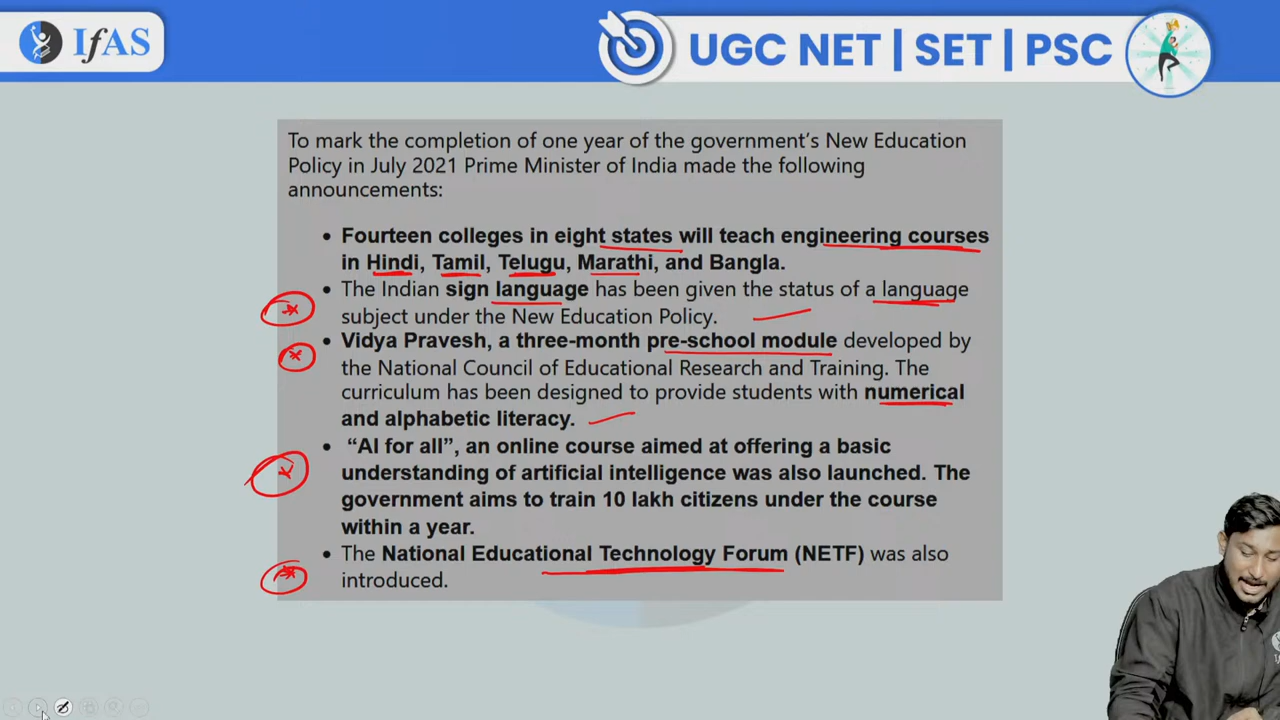 IfAS
UGC NET | SET | PSC
To mark the completion of one year of the government's New Education
Policy in July 2021 Prime Minister of India made the following
announcements:
• Fourteen colleges in eight states will teach engineering courses
in Hindi, Tamil, Telugu, Marathi, and Bangla.
• The Indian sign language has been given the status of a language
subject under the New Education Policy.
• Vidya Pravesh, a three-month pre-school module developed by
the National Council of Educational Research and Training. The
curriculum has been designed to provide students with numerical
and alphabetic literacy.
• “AI for all”, an online course aimed at offering a basic
understanding of artificial intelligence was also launched. The
government aims to train 10 lakh citizens under the course
within a year.
• The National Educational Technology Forum (NETF) was also
introduced.